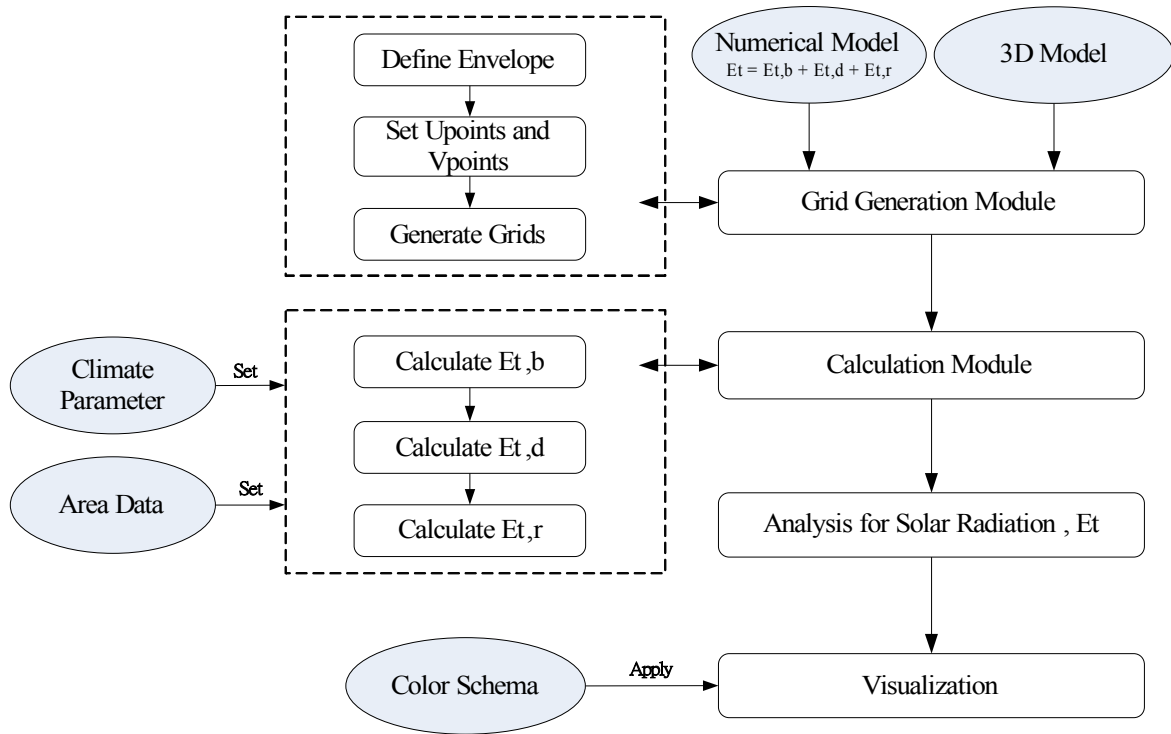 Define Envelope
Set Upoints and
Vpoints
Generate Grids
Numerical Model
Et = Et,b + Et,d + Et,r
3D Model
Grid Generation Module
Climate
Parameter
Set
Area Data
Set
Calculate Et ,b
Calculate Et ,d
Calculate Et,r
Calculation Module
Analysis for Solar Radiation , Et
Color Schema
Apply
Visualization